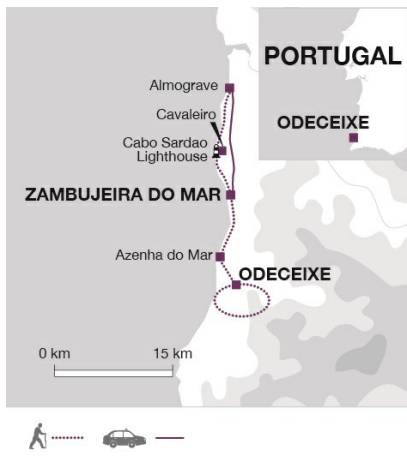 PORTUGAL
ODECEIXE
Almograve
Cavaleiro
Cabo Sardao
Lighthouse
ZAMBUJEIRA DO MAR
Azenha do Mar
ODECEIXE
0 km
15 km